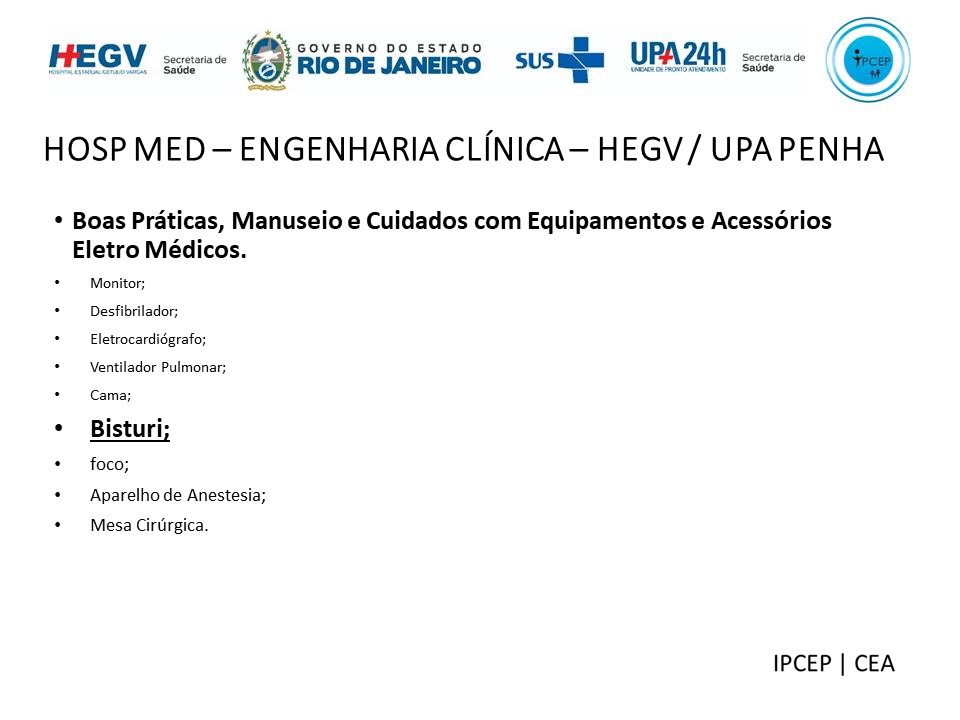 HEGV
HOSPITAL ESTADUAL GETULIO VARGAS
Secretaria de
Saúde
GOVERNO DO ESTADO
RIO DE JANEIRO
SUS
UPA 24h
UNIDADE DE PRONTO ATENDIMENTO
Secretaria de
Saúde
IPCEP
HOSP MED – ENGENHARIA CLÍNICA – HEGV / UPA PENHA
• Boas Práticas, Manuseio e Cuidados com Equipamentos e Acessórios
Eletro Médicos.
• Monitor;
• Desfibrilador;
• Eletrocardiógrafo;
• Ventilador Pulmonar;
• Cama;
• Bisturi;
• foco;
• Aparelho de Anestesia;
• Mesa Cirúrgica.
IPCEP | CEA